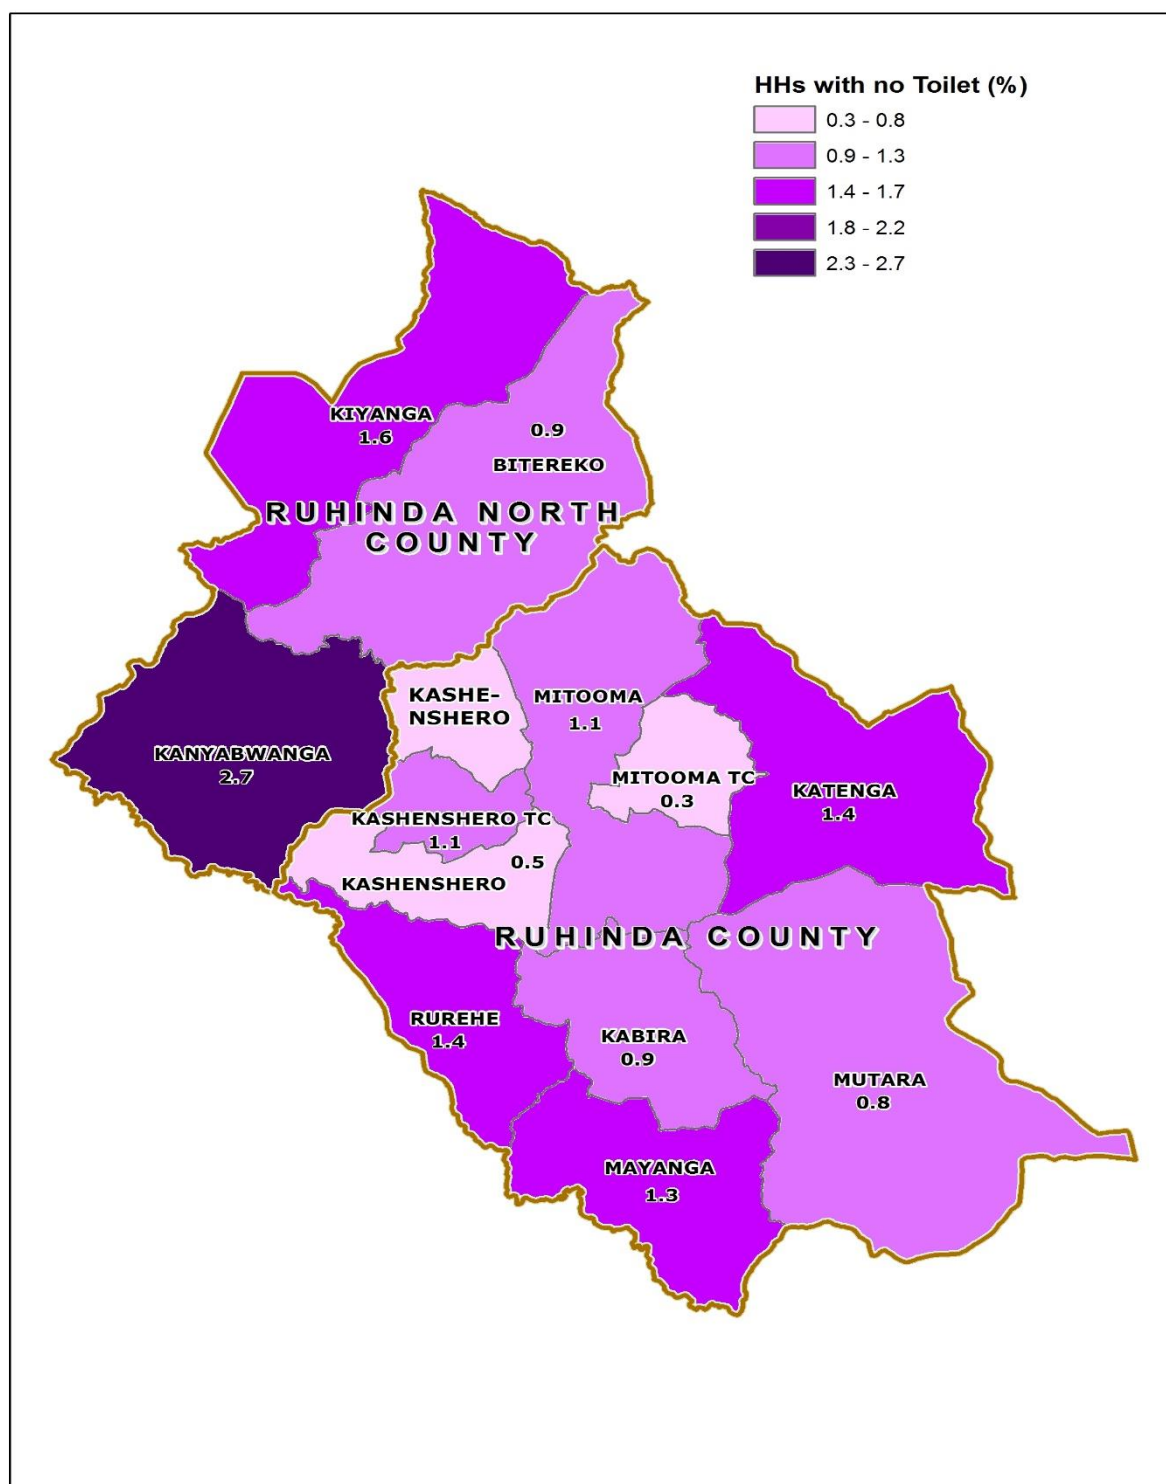 HHs with no Toilet (%)
0.3 - 0.8
0.9 - 1.3
1.4 - 1.7
1.8 - 2.2
2.3 - 2.7
KIYANGA
1.6
0.9
BITEREKO
RUHINDA NORTH
COUNTY
KASHE-
NSHERO
MITOOMA
1.1
KANYABWANGA
2.7
MITOOMA TC
0.3
KATENGA
1.4
KASHENSHERO TC
1.1
0.5
KASHENSHERO
RUHINDA COUNTY
RUREHE
1.4
KABIRA
0.9
MUTARA
0.8
MAYANGA
1.3